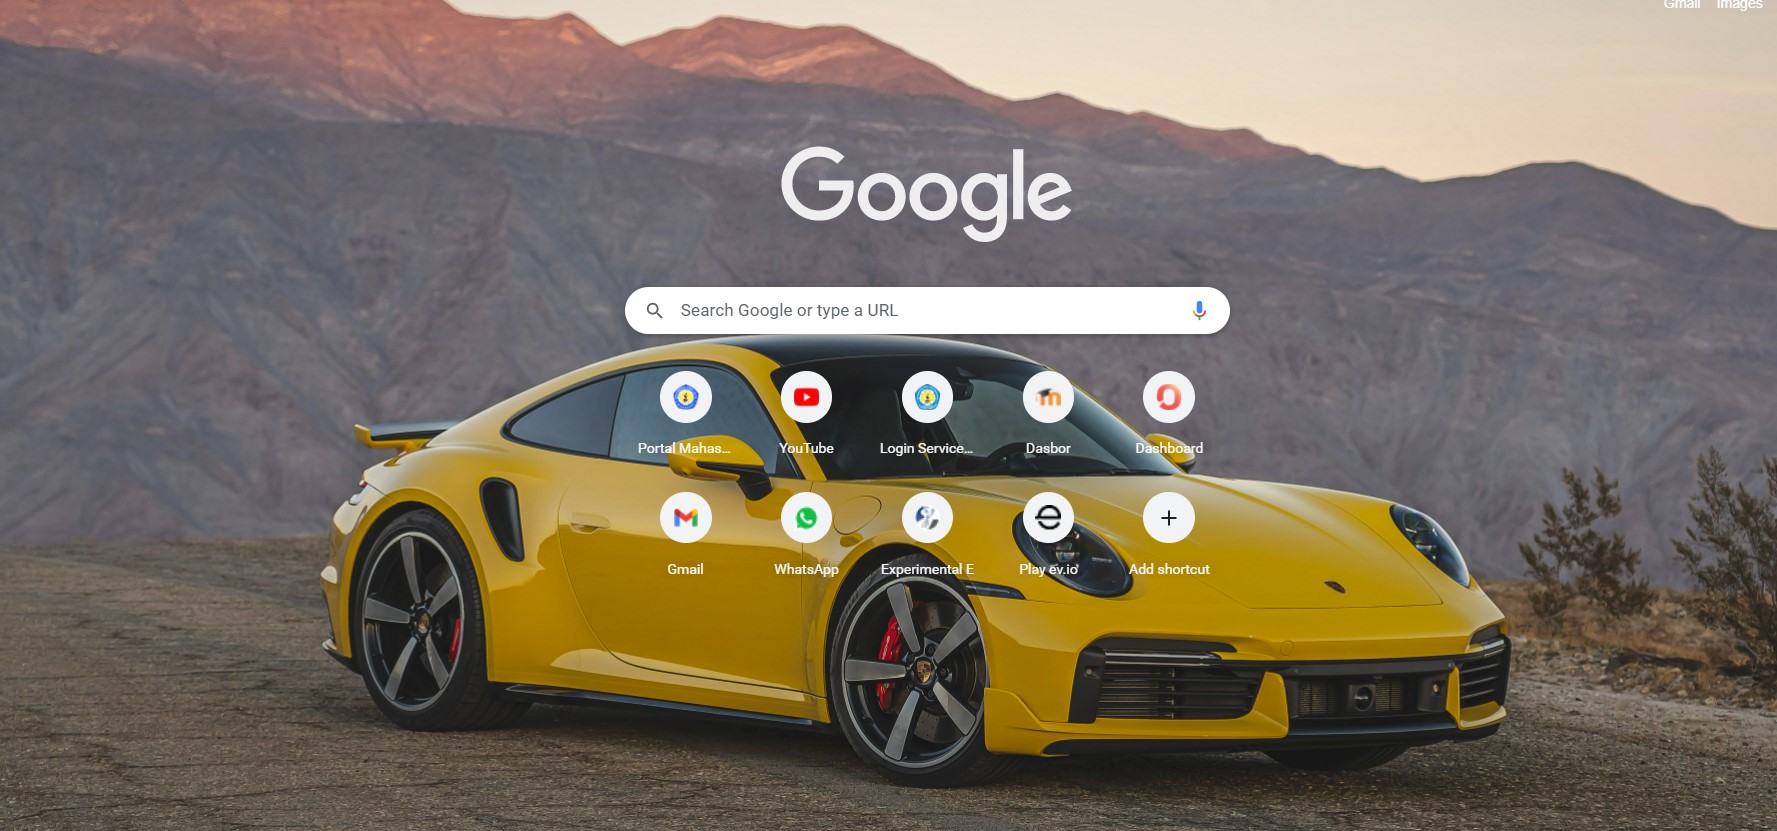 Gmail Images
Google
Search Google or type a URL
Portal Mahas... YouTube Login Service... Dasbor Dashboard
Gmail WhatsApp Experimental E Play ev.io Add shortcut